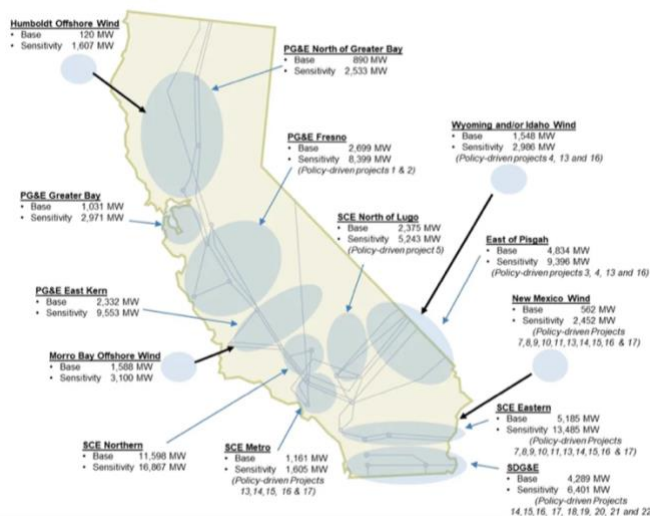 Humboldt Offshore Wind
• Base 120 MW
• Sensitivity 1,607 MW
PG&E North of Greater Bay
• Base 890 MW
• Sensitivity 2,533 MW
PG&E Fresno
• Base 2,699 MW
• Sensitivity 8,399 MW
(Policy-driven projects 1 & 2)
Wyoming and/or Idaho Wind
• Base 1,548 MW
• Sensitivity 2,986 MW
(Policy-driven projects 4, 13 and 16)
PG&E Greater Bay
• Base 1,031 MW
• Sensitivity 2,971 MW
SCE North of Lugo
• Base 2,375 MW
• Sensitivity 5,243 MW
(Policy-driven project 5)
East of Pisgah
• Base 4,834 MW
• Sensitivity 9,396 MW
(Policy-driven projects 3, 4, 13 and 16)
PG&E East Kern
• Base 2,332 MW
• Sensitivity 9,553 MW
New Mexico Wind
• Base 562 MW
• Sensitivity 2,452 MW
(Policy-driven Projects
7,8,9,10,11,13,14,15,16 & 17)
Morro Bay Offshore Wind
• Base 1,588 MW
• Sensitivity 3,100 MW
SCE Eastern
• Base 5,185 MW
• Sensitivity 13,485 MW
(Policy-driven Projects
7,8,9,10,11,13,14,15,16 & 17)
SCE Northern
• Base 11,598 MW
• Sensitivity 16,867 MW
SCE Metro
• Base 1,161 MW
• Sensitivity 1,605 MW
(Policy-driven Projects
13,14,15, 16 & 17)
SDG&E
• Base 4,289 MW
• Sensitivity 6,401 MW
(Policy-driven Projects
14,15,16, 17, 18,19, 20, 21 and 22